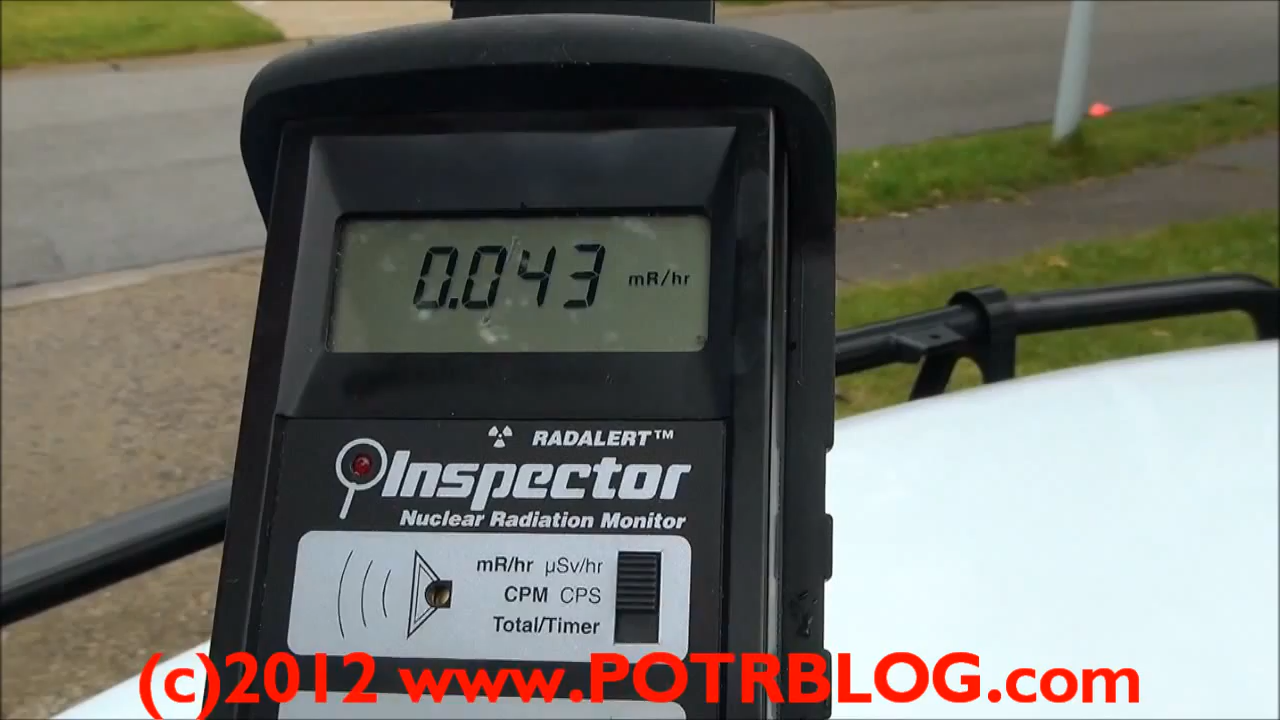 0.043 mR/hr
RADALERT™
Inspector
Nuclear Radiation Monitor
mR/hr µSv/hr
CPM CPS
Total/Timer
(c)2012 www.POTRBLOG.com